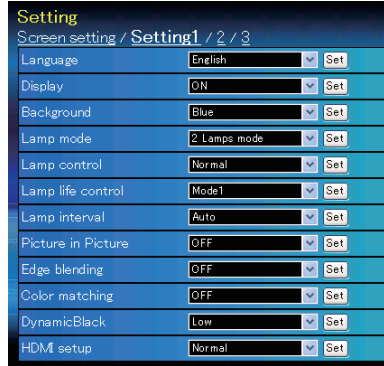 Setting
Screen setting / Setting1 / 2 / 3
Language English Set
Display ON Set
Background Blue Set
Lamp mode 2 Lamps mode Set
Lamp control Normal Set
Lamp life control Mode1 Set
Lamp interval Auto Set
Picture in Picture OFF Set
Edge blending OFF Set
Color matching OFF Set
DynamicBlack Low Set
HDMI setup Normal Set